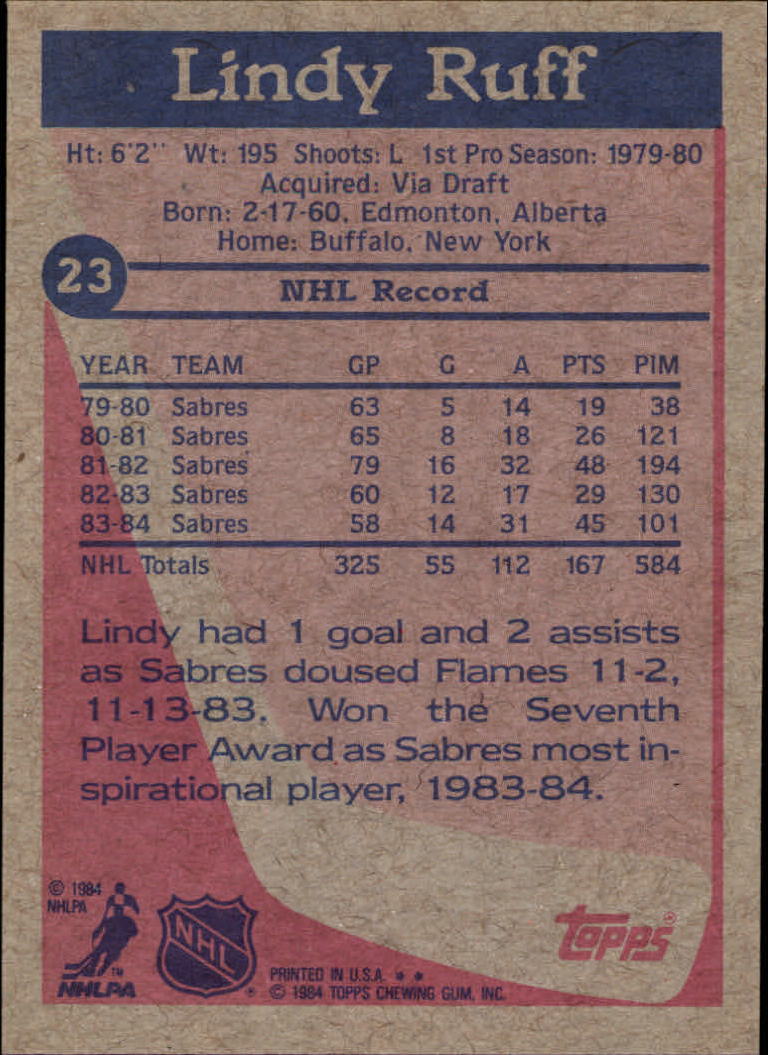 Lindy Ruff
Ht: 6'2'' Wt: 195 Shoots: L 1st Pro Season: 1979-80
Acquired: Via Draft
Born: 2-17-60, Edmonton, Alberta
Home: Buffalo, New York
23
NHL Record
YEAR TEAM GP G A PTS PIM
79-80 Sabres 63 5 14 19 38
80-81 Sabres 65 8 18 26 121
81-82 Sabres 79 16 32 48 194
82-83 Sabres 60 12 17 29 130
83-84 Sabres 58 14 31 45 101
NHL Totals 325 55 112 167 584
Lindy had 1 goal and 2 assists
as Sabres doused Flames 11-2,
11-13-83. Won the Seventh
Player Award as Sabres most in-
spirational player, 1983-84.
© 1984
NHLPA
TM
NHLPA
NHL
®
PRINTED IN U.S.A. * *
© 1984 TOPPS CHEWING GUM, INC.
topps®